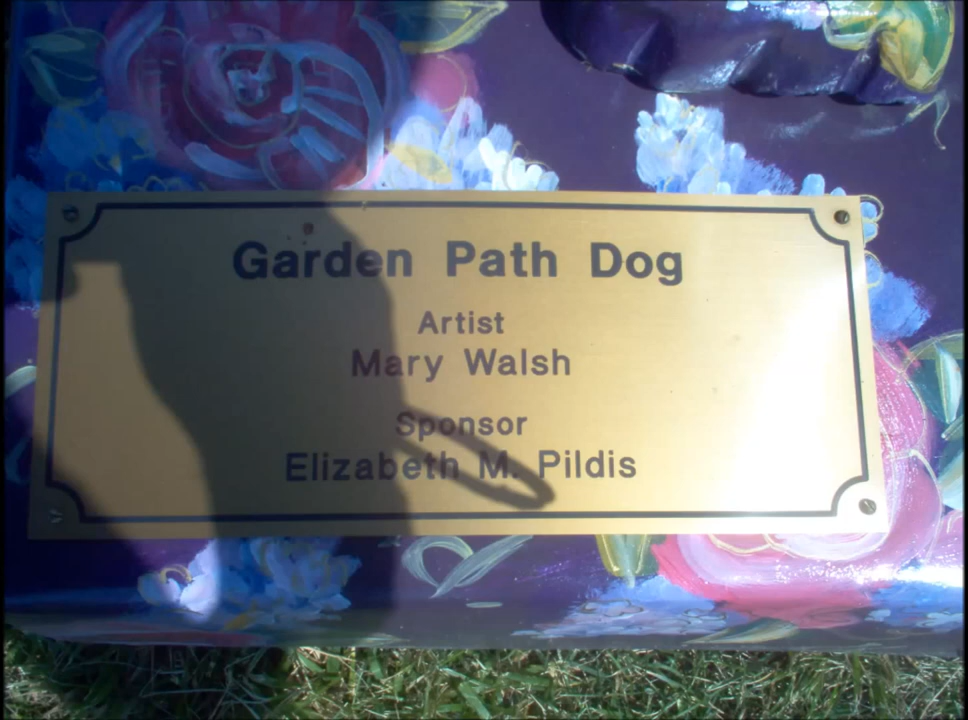 Garden Path Dog
Artist
Mary Walsh
Sponsor
Elizabeth M. Pildis